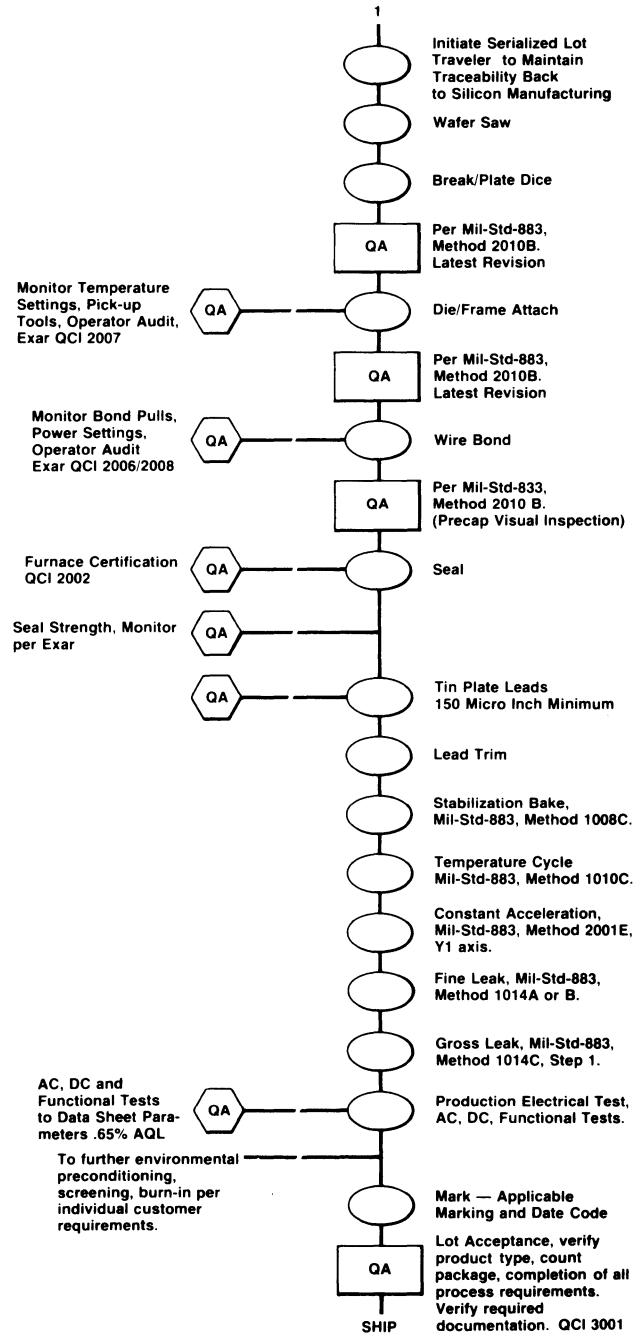 1
Initiate Serialized Lot
Traveler to Maintain
Traceability Back
to Silicon Manufacturing
Wafer Saw
Break/Plate Dice
QA
Per Mil-Std-883,
Method 2010B.
Latest Revision
Monitor Temperature
Settings, Pick-up
Tools, Operator Audit,
Exar QCI 2007
QA
Die/Frame Attach
QA
Per Mil-Std-883,
Method 2010B.
Latest Revision
Monitor Bond Pulls,
Power Settings,
Operator Audit
Exar QCI 2006/2008
QA
Wire Bond
QA
Per Mil-Std-833,
Method 2010 B.
(Precap Visual Inspection)
Furnace Certification
QCI 2002
QA
Seal
Seal Strength, Monitor
per Exar
QA
QA
Tin Plate Leads
150 Micro Inch Minimum
Lead Trim
Stabilization Bake,
Mil-Std-883, Method 1008C.
Temperature Cycle
Mil-Std-883, Method 1010C.
Constant Acceleration,
Mil-Std-883, Method 2001E,
Y1 axis.
Fine Leak, Mil-Std-883,
Method 1014A or B.
Gross Leak, Mil-Std-883,
Method 1014C, Step 1.
AC, DC and
Functional Tests
to Data Sheet Para-
meters .65% AQL
QA
Production Electrical Test,
AC, DC, Functional Tests.
To further environmental
preconditioning,
screening, burn-in per
individual customer
requirements.
Mark — Applicable
Marking and Date Code
QA
Lot Acceptance, verify
product type, count
package, completion of all
process requirements.
Verify required
documentation. QCI 3001
SHIP